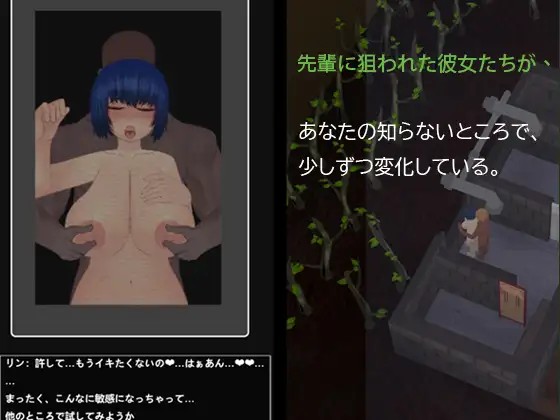 先輩に狙われた彼女たちが、
あなたの知らないところで、
少しずつ変化している。
リン：許して…もうイキたくないの❤…はぁあん…❤❤…
…
まったく、こんなに敏感になっちゃって…
他のところで試してみようか